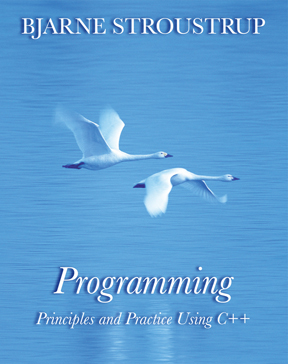 BJARNE STROUSTRUP
Programming
Principles and Practice Using C++